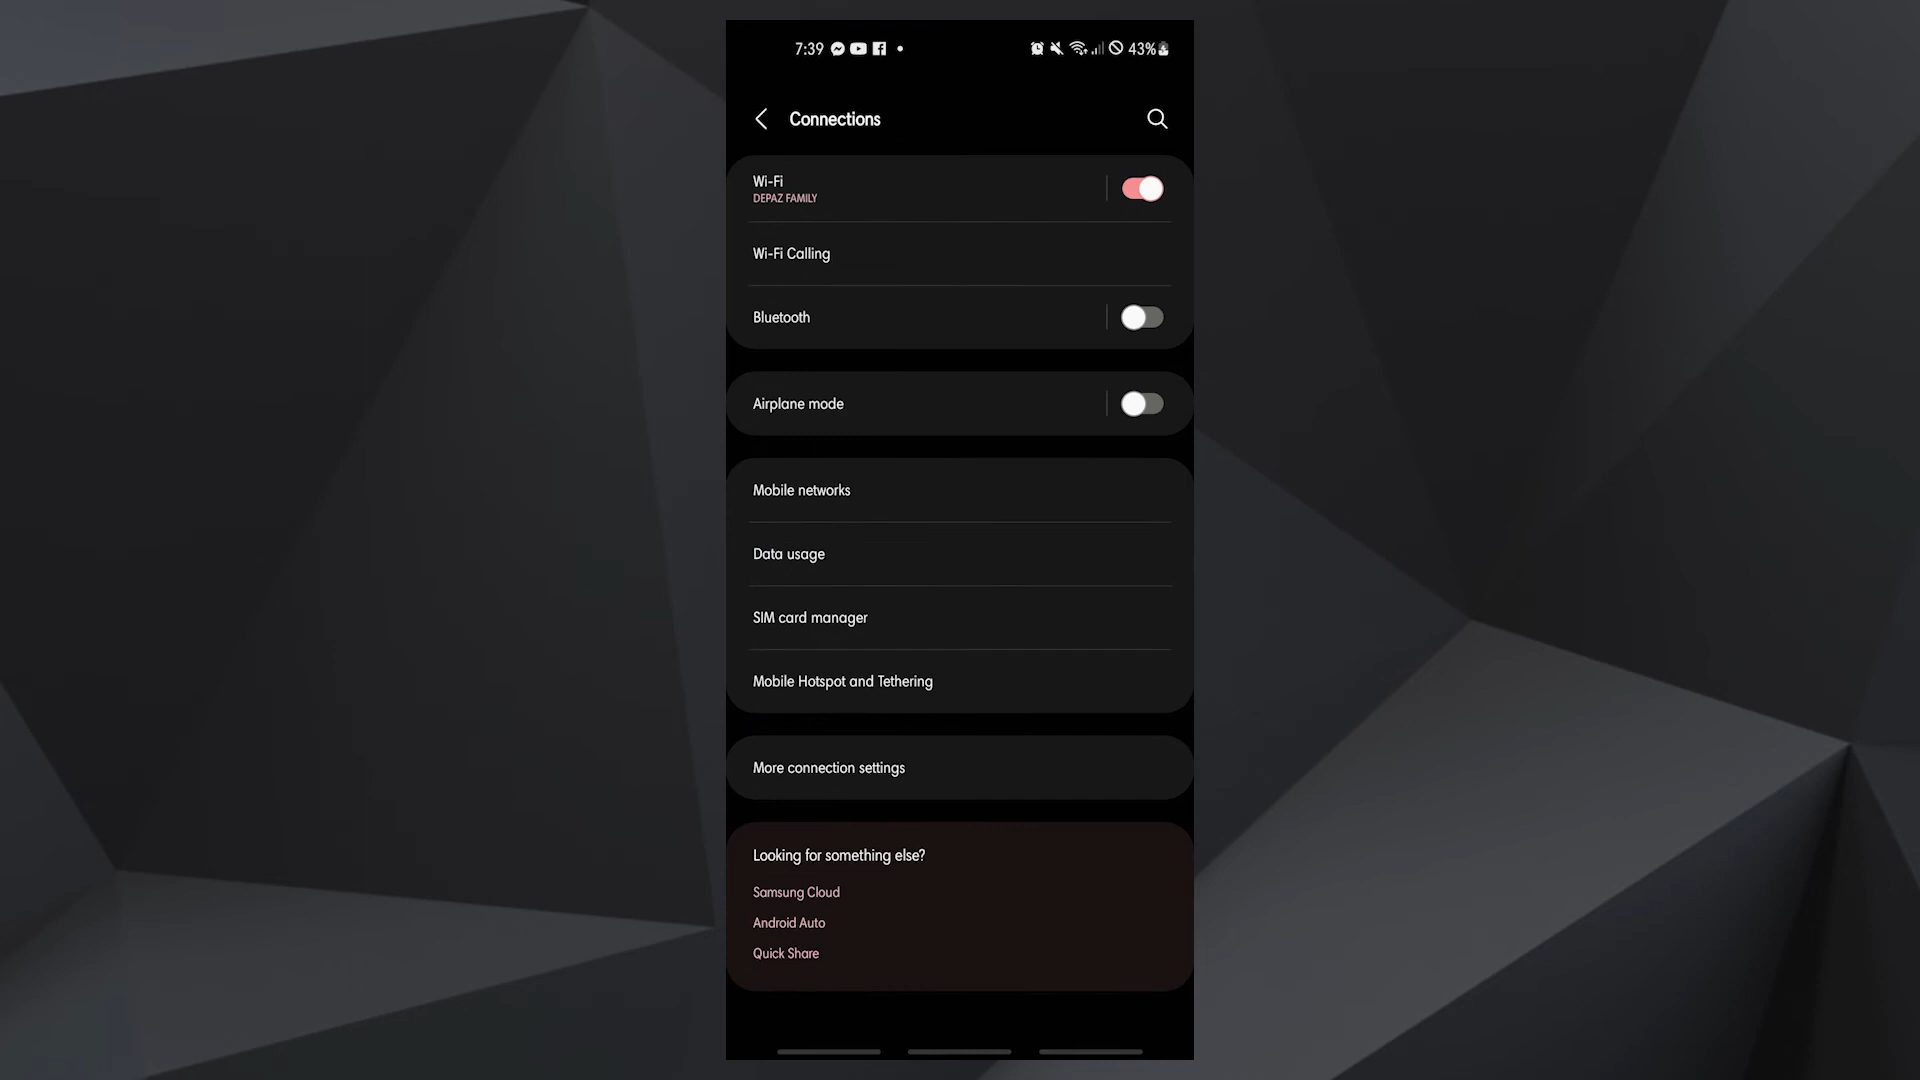 7:39 43%
Connections
Wi-Fi
DEPAZ FAMILY
Wi-Fi Calling
Bluetooth
Airplane mode
Mobile networks
Data usage
SIM card manager
Mobile Hotspot and Tethering
More connection settings
Looking for something else?
Samsung Cloud
Android Auto
Quick Share